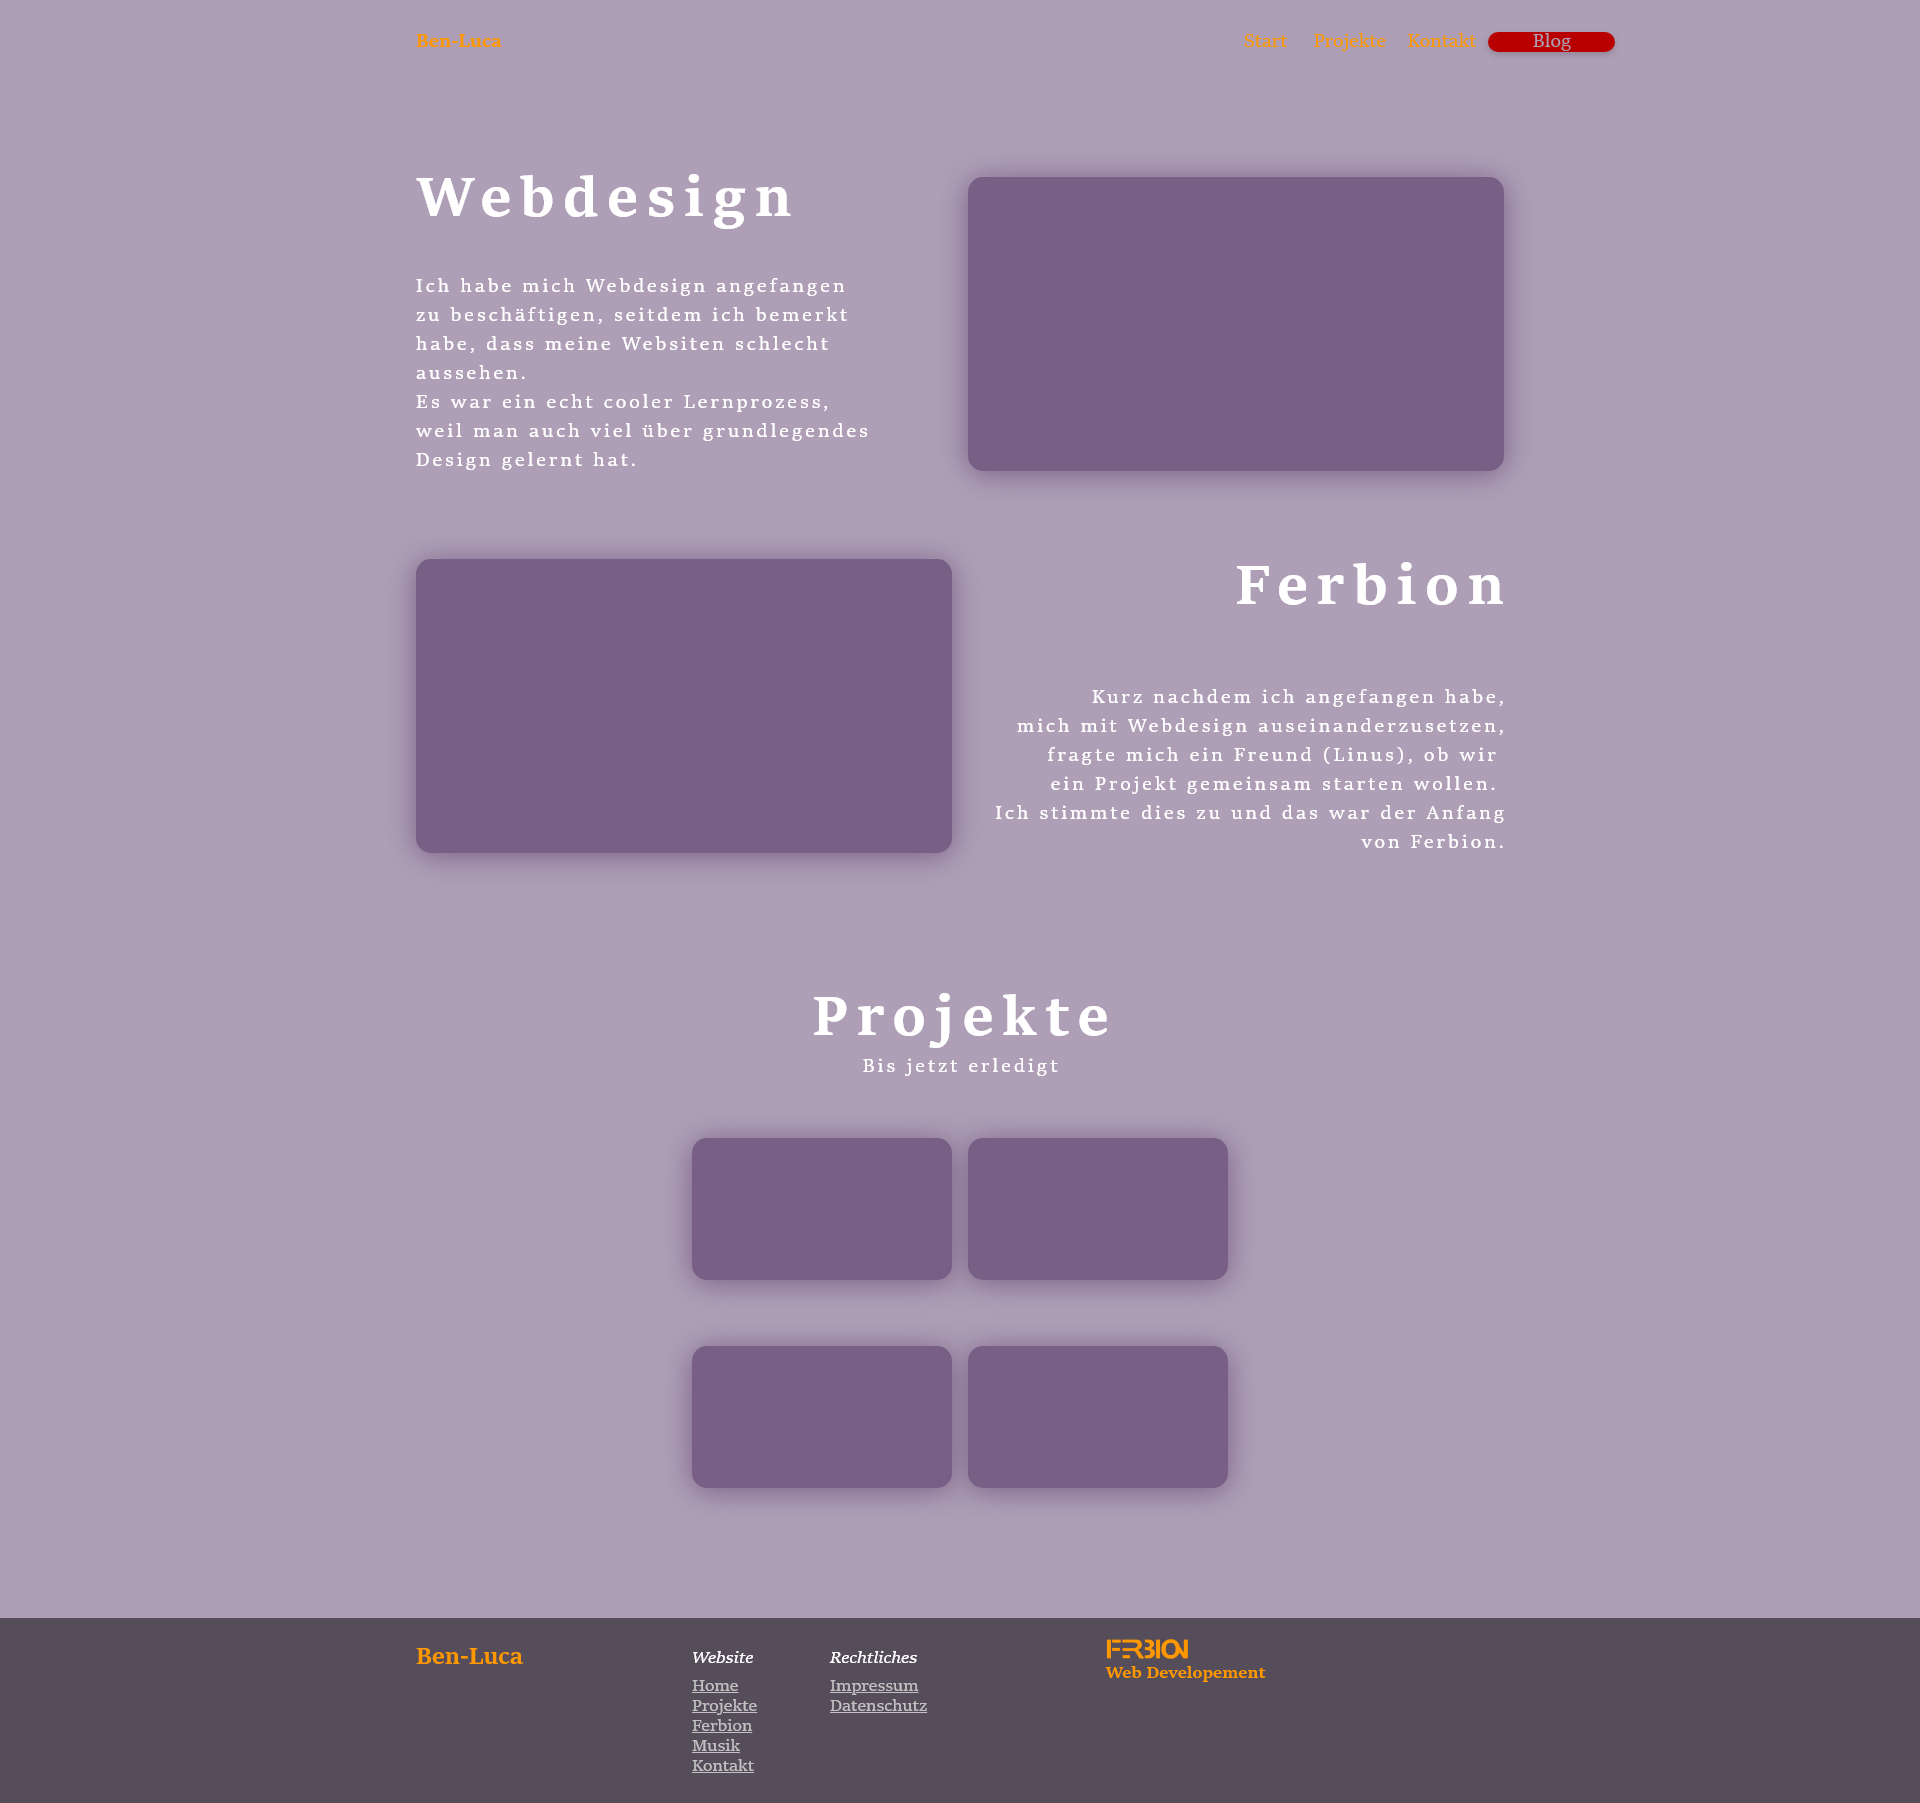 Ben-Luca
Start Projekte Kontakt Blog
Webdesign
Ich habe mich Webdesign angefangen
zu beschäftigen, seitdem ich bemerkt
habe, dass meine Websiten schlecht
aussehen.
Es war ein echt cooler Lernprozess,
weil man auch viel über grundlegendes
Design gelernt hat.
Ferbion
Kurz nachdem ich angefangen habe,
mich mit Webdesign auseinanderzusetzen,
fragte mich ein Freund (Linus), ob wir
ein Projekt gemeinsam starten wollen.
Ich stimmte dies zu und das war der Anfang
von Ferbion.
Projekte
Bis jetzt erledigt
Ben-Luca
Website
Home
Projekte
Ferbion
Musik
Kontakt
Rechtliches
Impressum
Datenschutz
FERBION
Web Developement